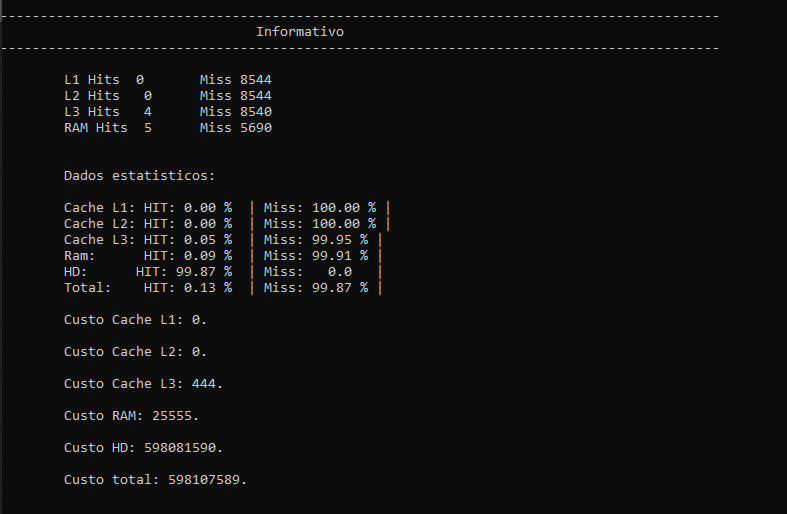 ------------------------------------------------------------------------------------------
Informativo
------------------------------------------------------------------------------------------
L1 Hits  0       Miss 8544
L2 Hits   0      Miss 8544
L3 Hits   4      Miss 8540
RAM Hits  5      Miss 5690
Dados estatisticos:
Cache L1: HIT: 0.00 %  | Miss: 100.00 % |
Cache L2: HIT: 0.00 %  | Miss: 100.00 % |
Cache L3: HIT: 0.05 %  | Miss: 99.95 % |
Ram:      HIT: 0.09 %  | Miss: 99.91 % |
HD:      HIT: 99.87 %  | Miss:   0.0   |
Total:    HIT: 0.13 %  | Miss: 99.87 % |
Custo Cache L1: 0.
Custo Cache L2: 0.
Custo Cache L3: 444.
Custo RAM: 25555.
Custo HD: 598081590.
Custo total: 598107589.